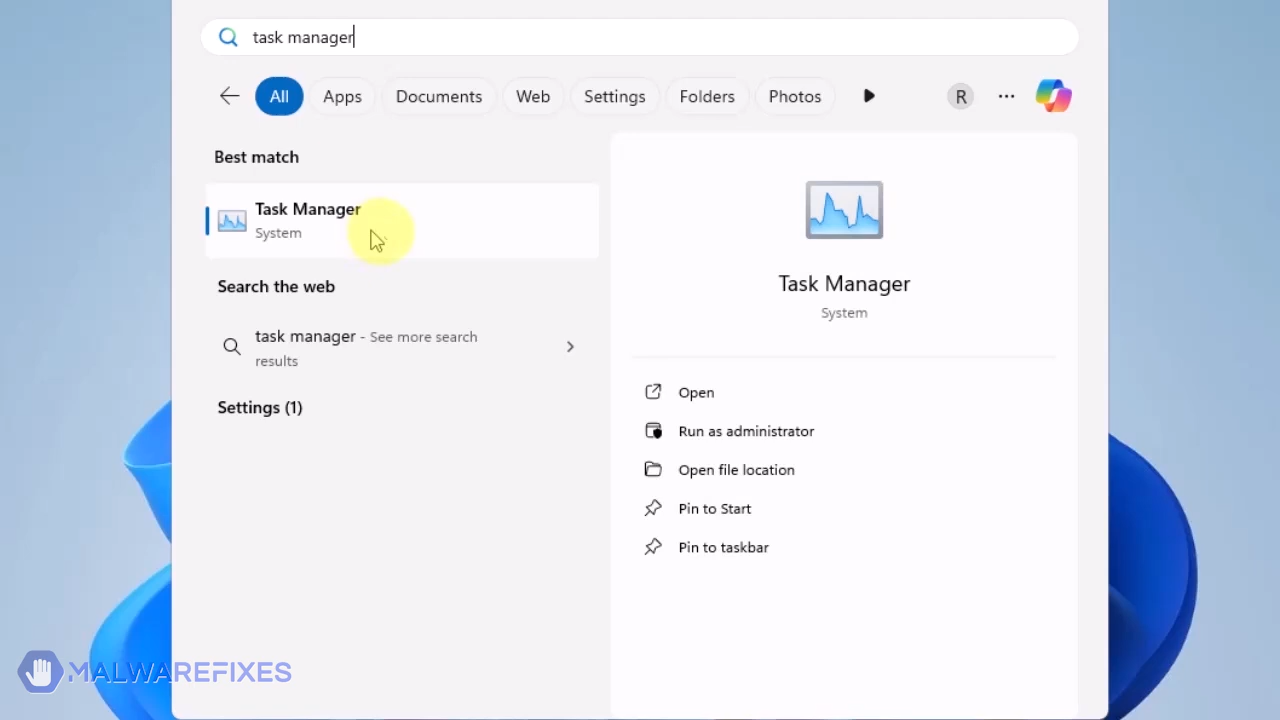 task manager
All
Apps
Documents
Web
Settings
Folders
Photos
R
Best match
Task Manager
System
Search the web
task manager - See more search
results
Settings (1)
Task Manager
System
Open
Run as administrator
Open file location
Pin to Start
Pin to taskbar
MALWAREFIXES